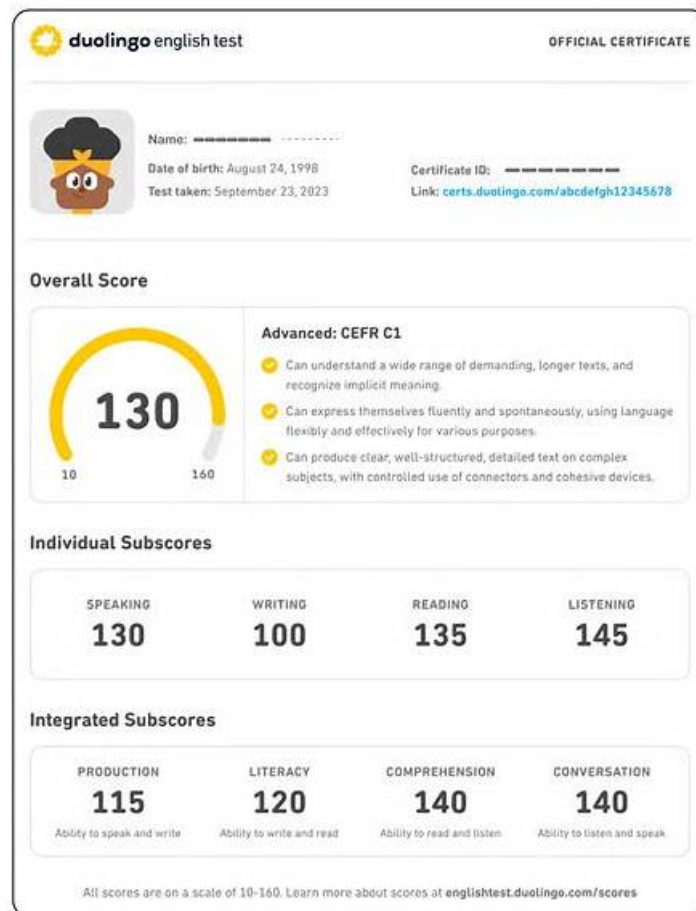 duolingo english test OFFICIAL CERTIFICATE
Name:
Date of birth: August 24, 1998 Certificate ID:
Test taken: September 23, 2023 Link: certs.duolingo.com/abcdefgh12345678
Overall Score
130
10 160
Advanced: CEFR C1
Can understand a wide range of demanding, longer texts, and
recognize implicit meaning.
Can express themselves fluently and spontaneously, using language
flexibly and effectively for various purposes.
Can produce clear, well-structured, detailed text on complex
subjects, with controlled use of connectors and cohesive devices.
Individual Subscores
SPEAKING WRITING READING LISTENING
130 100 135 145
Integrated Subscores
PRODUCTION LITERACY COMPREHENSION CONVERSATION
115 120 140 140
Ability to speak and write Ability to write and read Ability to read and listen Ability to listen and speak
All scores are on a scale of 10-160. Learn more about scores at englishtest.duolingo.com/scores